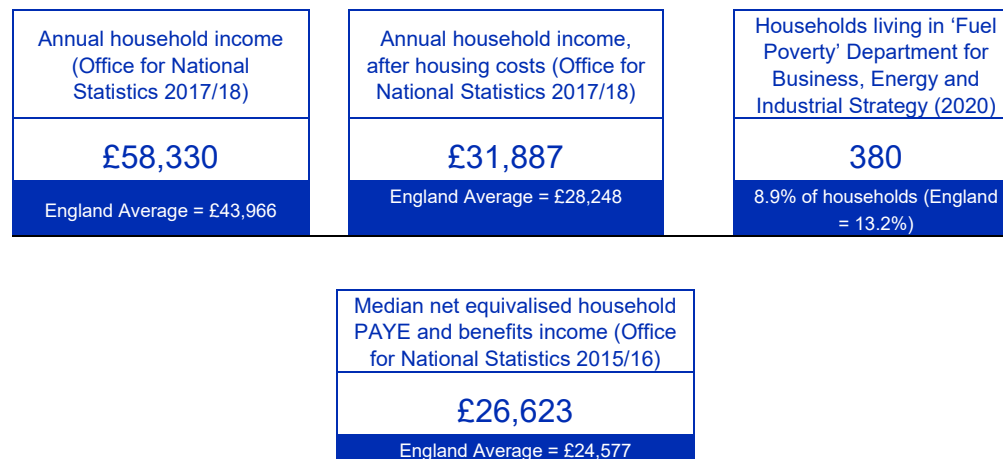 Annual household income
(Office for National
Statistics 2017/18)
£58,330
England Average = £43,966
Annual household income,
after housing costs (Office for
National Statistics 2017/18)
£31,887
England Average = £28,248
Households living in ‘Fuel
Poverty’ Department for
Business, Energy and
Industrial Strategy (2020)
380
8.9% of households (England
= 13.2%)
Median net equivalised household
PAYE and benefits income (Office
for National Statistics 2015/16)
£26,623
England Average = £24,577